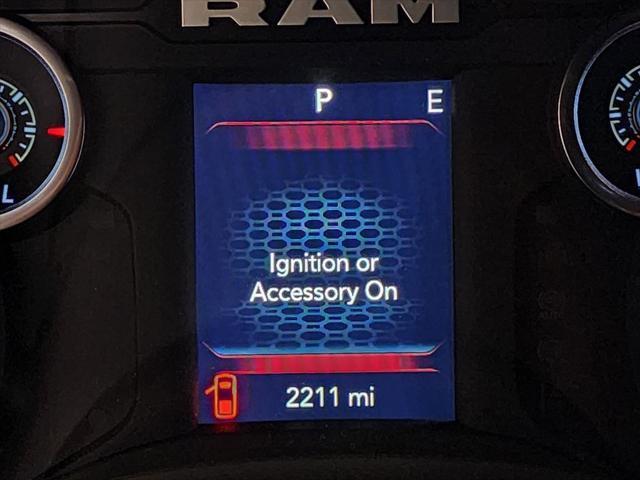 RAM
P E
Ignition or
Accessory On
2211 mi
L